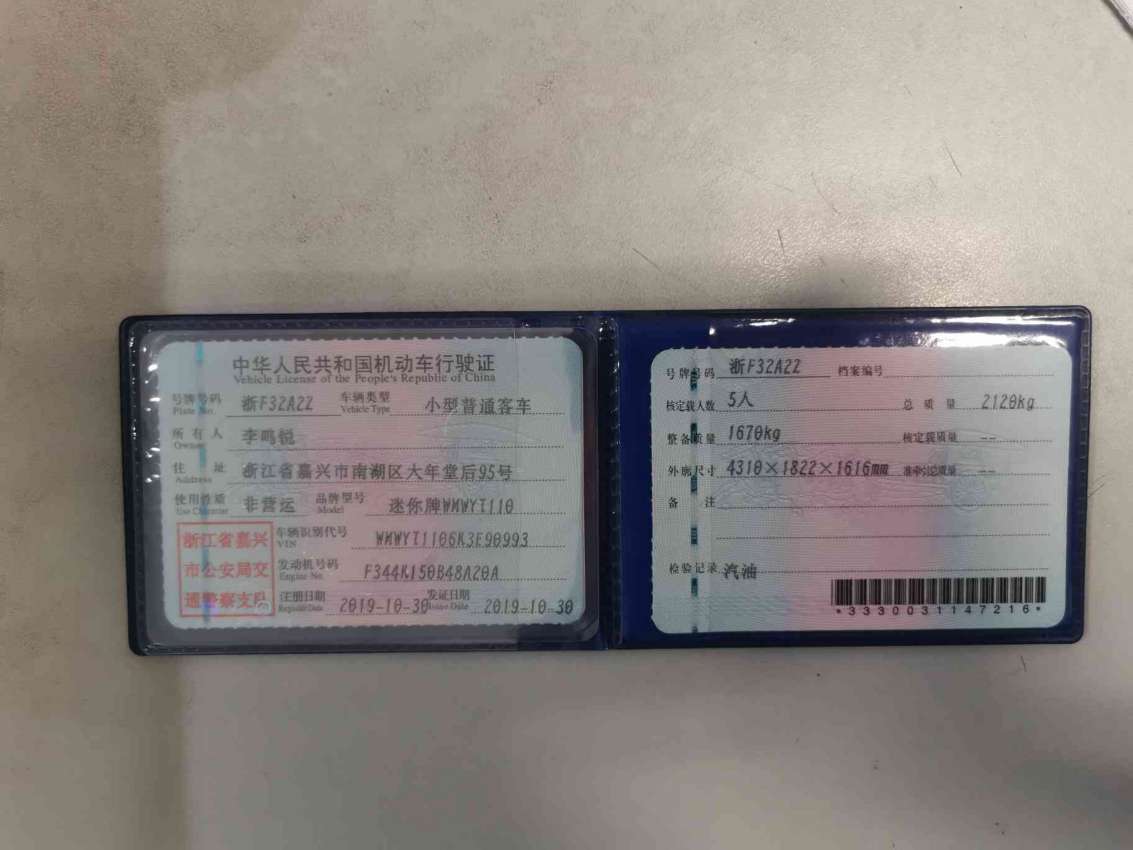 中华人民共和国机动车行驶证
Vehicle License of the People's Republic of China
号牌号码 浙F32A2Z 车辆类型 小型普通客车
Plate No. Vehicle Type
所有人 李鸣锐
Owner
住址 浙江省嘉兴市南湖区大年堂后95号
Address
使用性质 非营运 品牌型号 迷你牌WMWYT110
Use Character Model
浙江省嘉兴
市公安局交
通警察支队
车辆识别代号 WMWYT1106K3E90993
VIN
发动机号码 F344K150B48A20A
Engine No.
注册日期 2019-10-30 发证日期 2019-10-30
Register Date Issue Date
号牌号码 浙F32A2Z 档案编号
核定载人数 5人 总质量 2120kg
整备质量 1670kg 核定载质量 --
外廓尺寸 4310×1822×1616mm 准牵引总质量 --
备注
检验记录 汽油
*3330031147216*